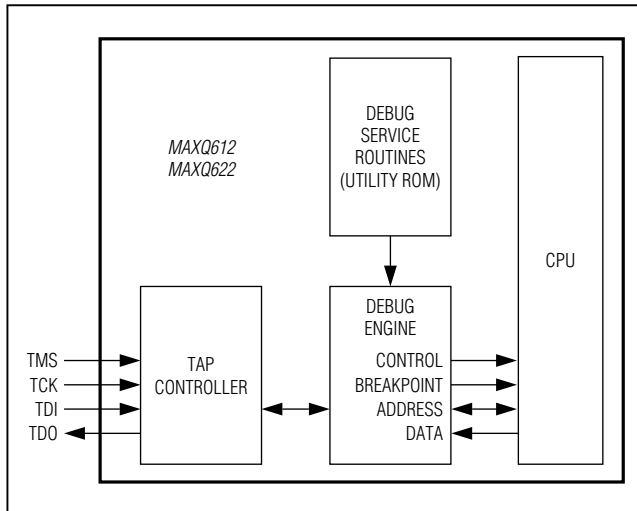 MAXQ612
MAXQ622
DEBUG
SERVICE
ROUTINES
(UTILITY ROM)
CPU
DEBUG
ENGINE
TAP
CONTROLLER
TMS
TCK
TDI
TDO
CONTROL
BREAKPOINT
ADDRESS
DATA